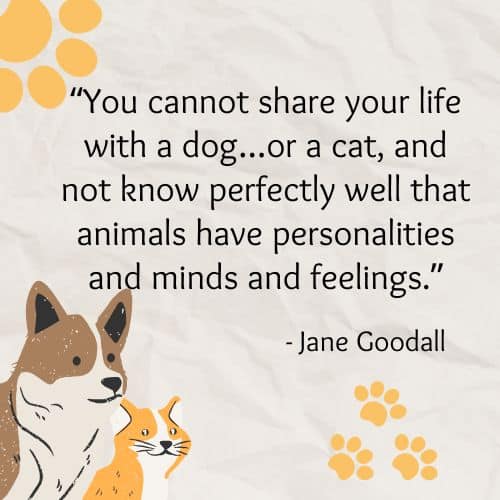 “You cannot share your life
with a dog...or a cat, and
not know perfectly well that
animals have personalities
and minds and feelings.”
- Jane Goodall